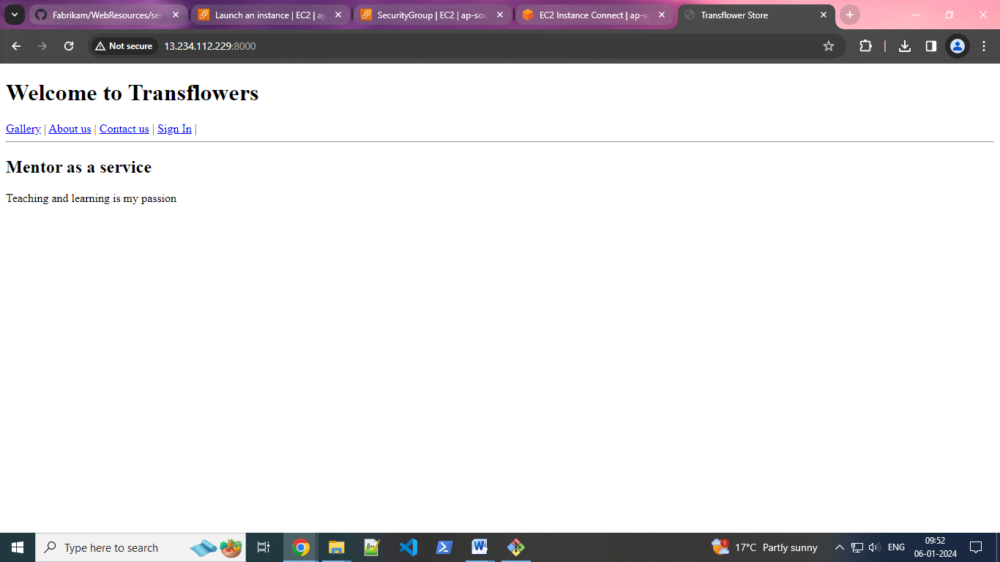 Fabrikam/WebResources/ser
Launch an instance | EC2 | ap
SecurityGroup | EC2 | ap-sou
EC2 Instance Connect | ap-so
Transflower Store
Not secure
13.234.112.229:8000
Welcome to Transflowers
Gallery | About us | Contact us | Sign In |
Mentor as a service
Teaching and learning is my passion
Type here to search
1
17°C Partly sunny
ENG
09:52
06-01-2024